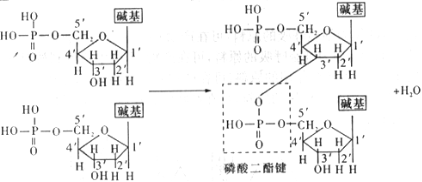 碱基
HO
HO—P—O—CH₂ O
O
5′
4′ 1′
H H H
3′ 2′ H
OH H
碱基
HO
HO—P—O—CH₂ O
O
5′
4′ 1′
H H H
3′ 2′ H
OH H
碱基
HO
HO—P—O—CH₂ O
O
5′
4′ 1′
H H H
3′ 2′ H
H
O
碱基
HO—P—O—CH₂ O
O
5′
4′ 1′
H H H
3′ 2′ H
OH H
磷酸二酯键
+H₂O